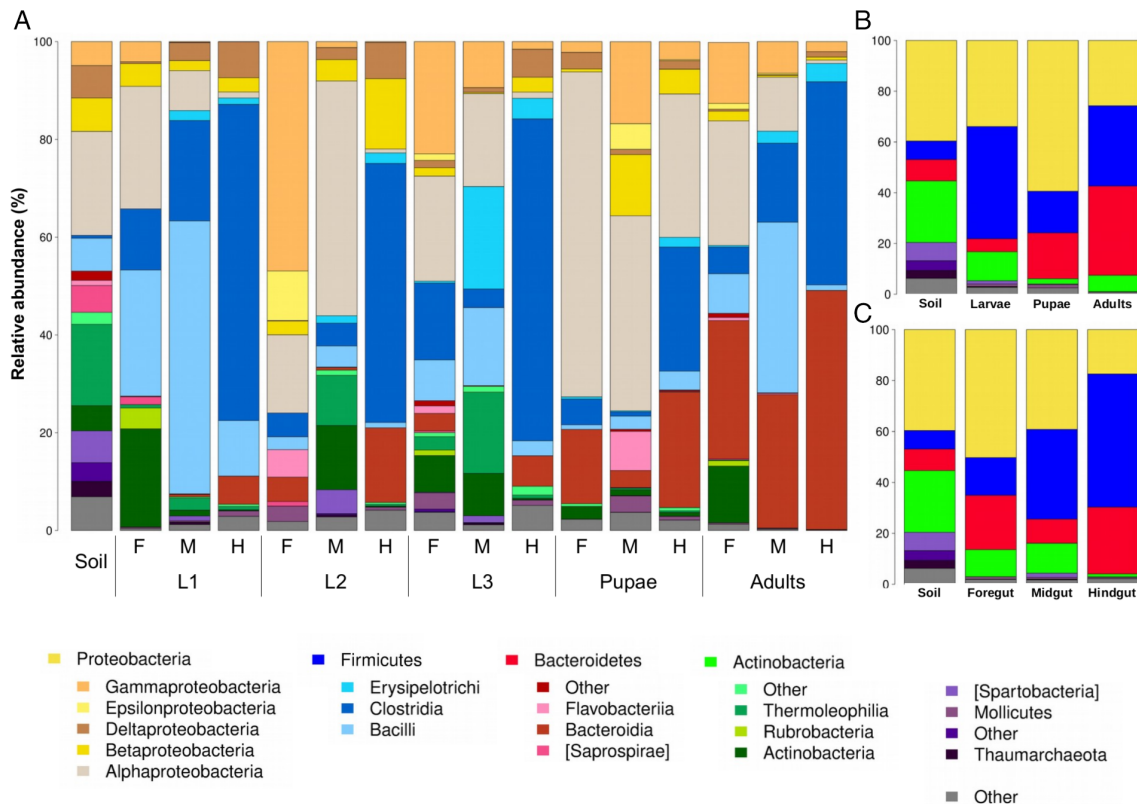 A
Relative abundance (%)
100
80
60
40
20
0
Soil
F M H F M H F M H F M H F M H
L1 L2 L3 Pupae Adults
B
100
80
60
40
20
0
Soil Larvae Pupae Adults
C
100
80
60
40
20
0
Soil Foregut Midgut Hindgut
Proteobacteria
Gammaproteobacteria
Epsilonproteobacteria
Deltaproteobacteria
Betaproteobacteria
Alphaproteobacteria
Firmicutes
Erysipelotrichi
Clostridia
Bacilli
Bacteroidetes
Other
Flavobacteriia
Bacteroidia
[Saprospirae]
Actinobacteria
Other
Thermoleophilia
Rubrobacteria
Actinobacteria
[Spartobacteria]
Mollicutes
Other
Thaumarchaeota
Other